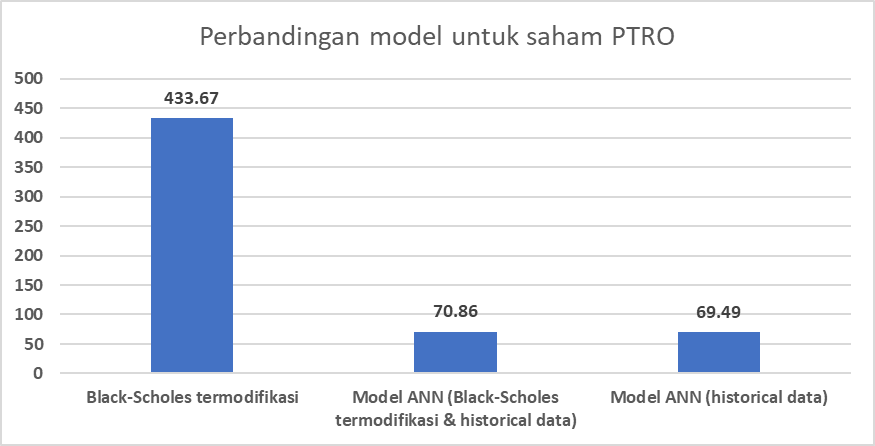 Perbandingan model untuk saham PTRO
500
450
400
350
300
250
200
150
100
50
0
433.67
70.86
69.49
Black-Scholes termodifikasi
Model ANN (Black-Scholes
termodifikasi & historical data)
Model ANN (historical data)